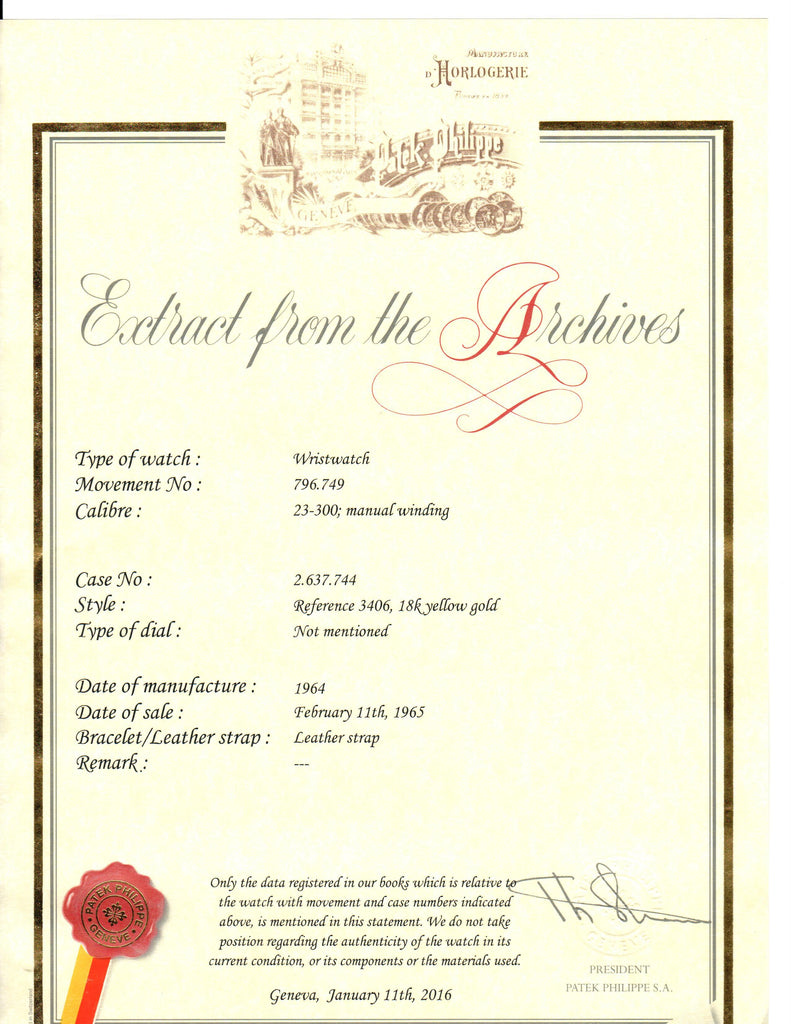 MANUFACTURE
D'HORLOGERIE
Patek Philippe
GENÈVE
Extract from the Archives
Type of watch : Wristwatch
Movement No : 796.749
Calibre : 23-300; manual winding
Case No : 2.637.744
Style : Reference 3406, 18k yellow gold
Type of dial : Not mentioned
Date of manufacture : 1964
Date of sale : February 11th, 1965
Bracelet/Leather strap : Leather strap
Remark : ---
Only the data registered in our books which is relative to
the watch with movement and case numbers indicated
above, is mentioned in this statement. We do not take
position regarding the authenticity of the watch in its
current condition, or its components or the materials used.
Geneva, January 11th, 2016
PATEK PHILIPPE
GENEVE
PRESIDENT
PATEK PHILIPPE S.A.